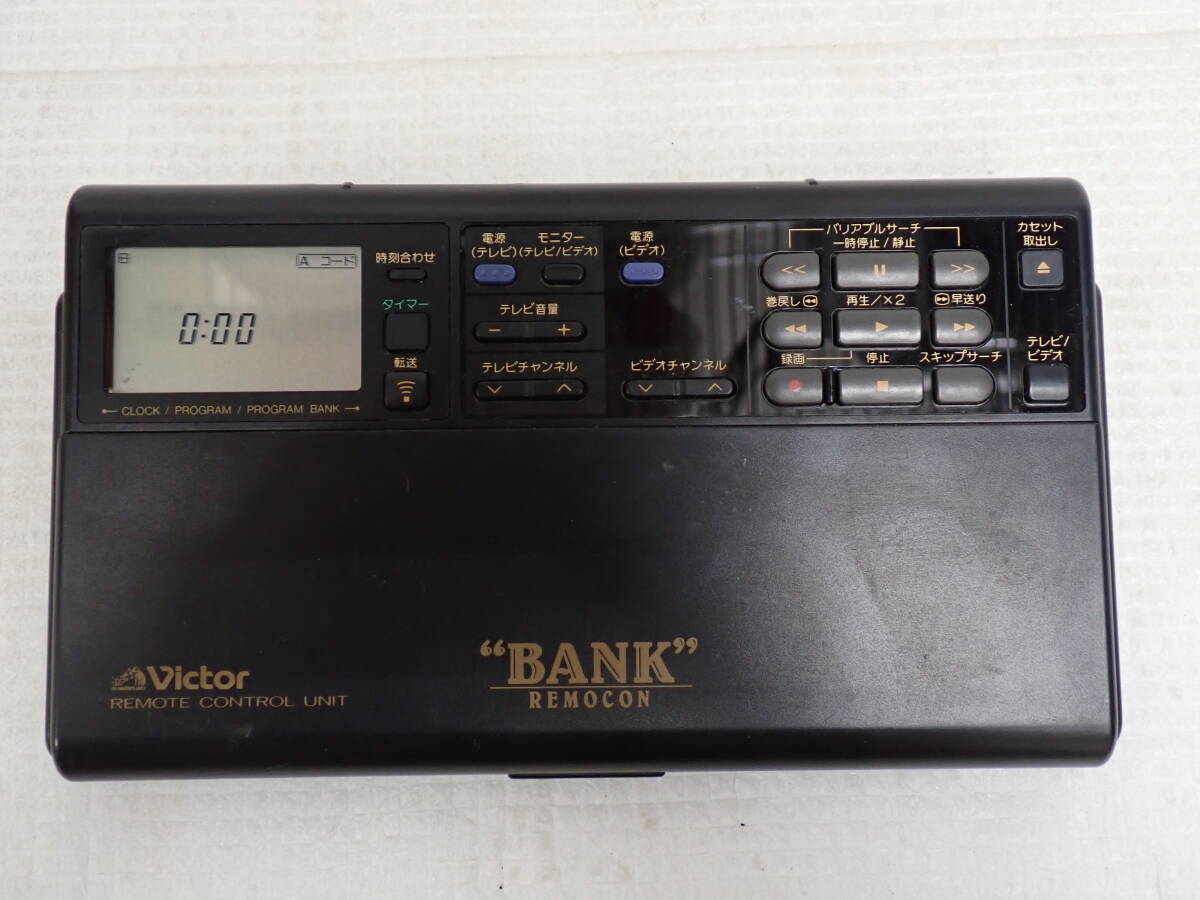 A コード
0:00
CLOCK / PROGRAM / PROGRAM BANK
時刻合わせ
タイマー
転送
電源
(テレビ)
モニター
(テレビ/ビデオ)
テレビ音量
− +
テレビチャンネル
電源
(ビデオ)
ビデオチャンネル
バリアブルサーチ
一時停止/静止
<< >>
巻戻し
再生/×2
早送り
録画
停止
スキップサーチ
カセット
取出し
テレビ/
ビデオ
Victor
REMOTE CONTROL UNIT
“BANK”
REMOCON